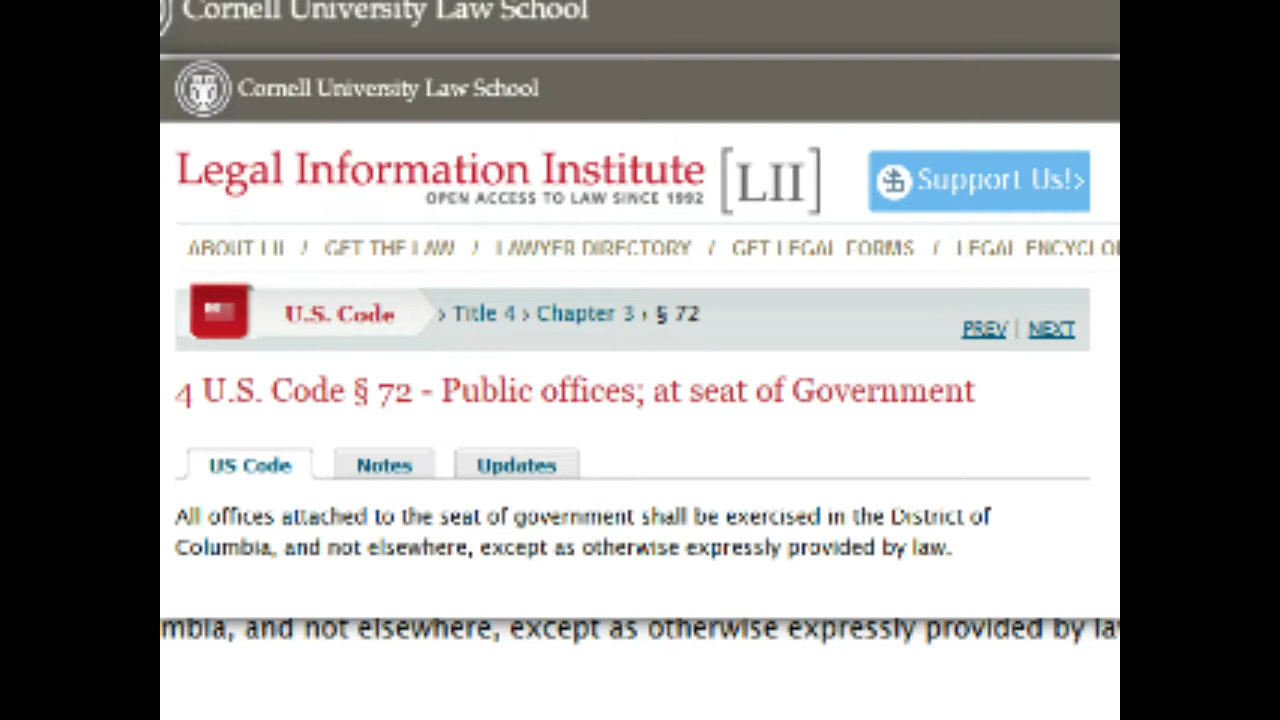 Cornell University Law School
Cornell University Law School
Legal Information Institute [LII]
OPEN ACCESS TO LAW SINCE 1992
Support Us!>
ABOUT LII / GET THE LAW / LAWYER DIRECTORY / GET LEGAL FORMS / LEGAL ENCYCLO
U.S. Code › Title 4 › Chapter 3 › § 72
PREV | NEXT
4 U.S. Code § 72 - Public offices; at seat of Government
US Code Notes Updates
All offices attached to the seat of government shall be exercised in the District of
Columbia, and not elsewhere, except as otherwise expressly provided by law.
mbia, and not elsewhere, except as otherwise expressly provided by la